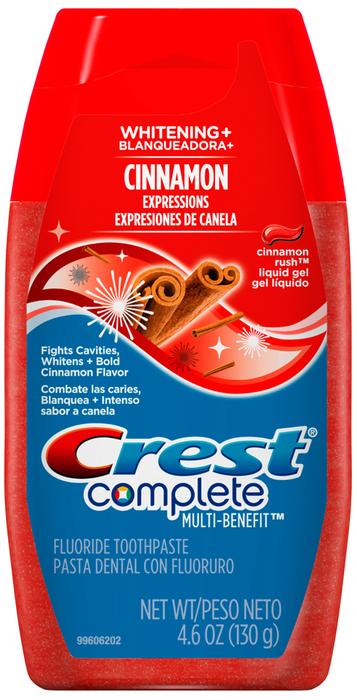 WHITENING+
BLANQUEADORA+
CINNAMON
EXPRESSIONS
EXPRESIONES DE CANELA
cinnamon
rush™
liquid gel
gel líquido
Fights Cavities,
Whitens + Bold
Cinnamon Flavor
Combate las caries,
Blanquea + Intenso
sabor a canela
Crest®
complete
MULTI-BENEFIT™
FLUORIDE TOOTHPASTE
PASTA DENTAL CON FLUORURO
NET WT/PESO NETO
4.6 OZ (130 g)
99606202